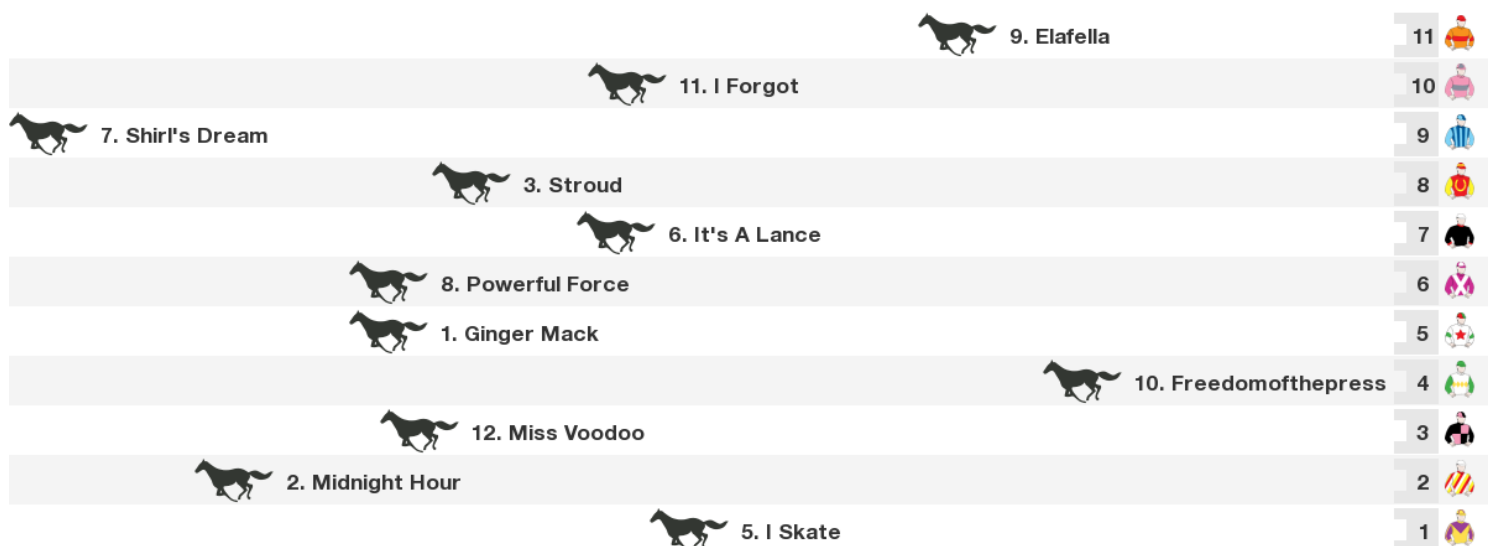 9. Elafella 11
11. I Forgot 10
7. Shirl's Dream 9
3. Stroud 8
6. It's A Lance 7
8. Powerful Force 6
1. Ginger Mack 5
10. Freedomofthepress 4
12. Miss Voodoo 3
2. Midnight Hour 2
5. I Skate 1